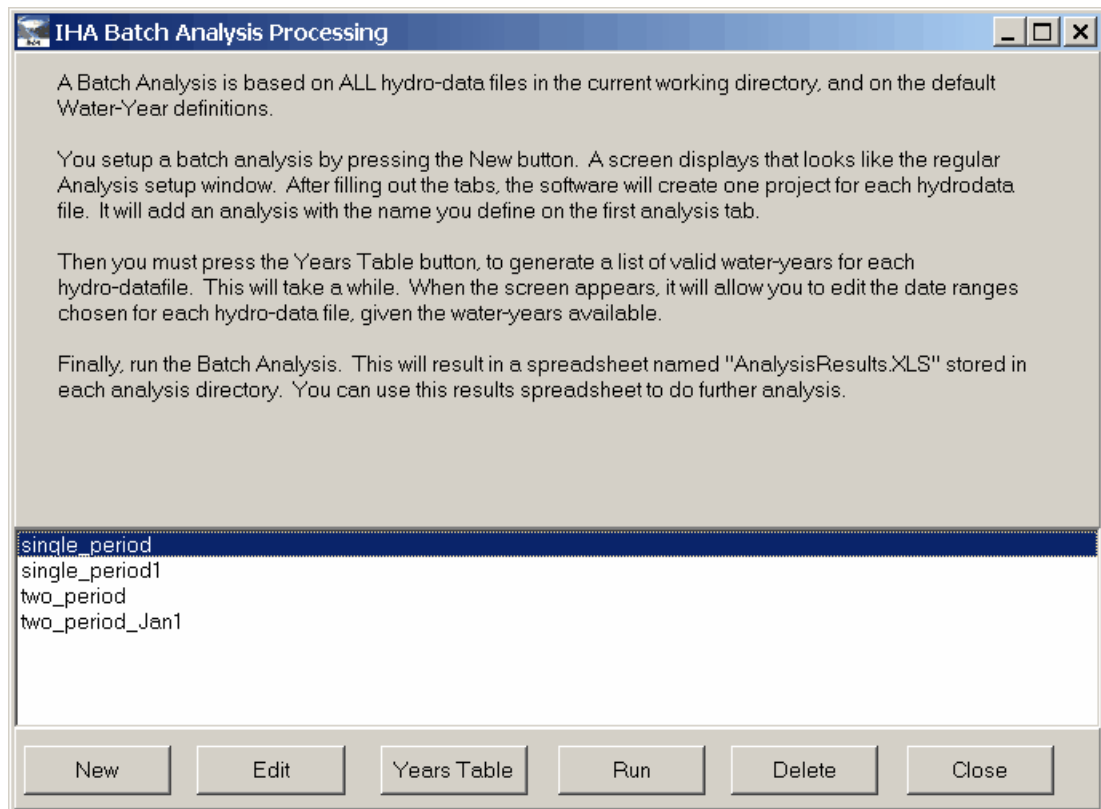 IHA Batch Analysis Processing
A Batch Analysis is based on ALL hydro-data files in the current working directory, and on the default
Water-Year definitions.
You setup a batch analysis by pressing the New button. A screen displays that looks like the regular
Analysis setup window. After filling out the tabs, the software will create one project for each hydrodata
file. It will add an analysis with the name you define on the first analysis tab.
Then you must press the Years Table button, to generate a list of valid water-years for each
hydro-datafile. This will take a while. When the screen appears, it will allow you to edit the date ranges
chosen for each hydro-data file, given the water-years available.
Finally, run the Batch Analysis. This will result in a spreadsheet named "AnalysisResults.XLS" stored in
each analysis directory. You can use this results spreadsheet to do further analysis.
single_period
single_period1
two_period
two_period_Jan1
New Edit Years Table Run Delete Close